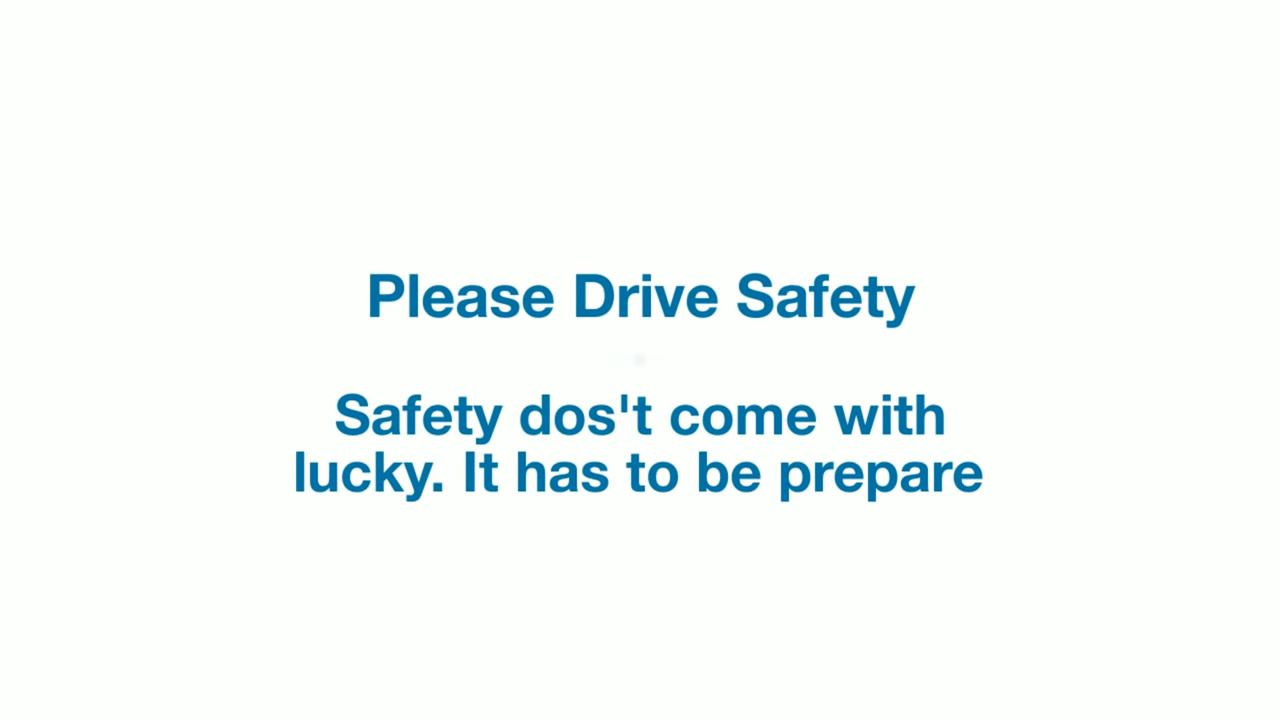 Please Drive Safety
Safety dos't come with
lucky. It has to be prepare